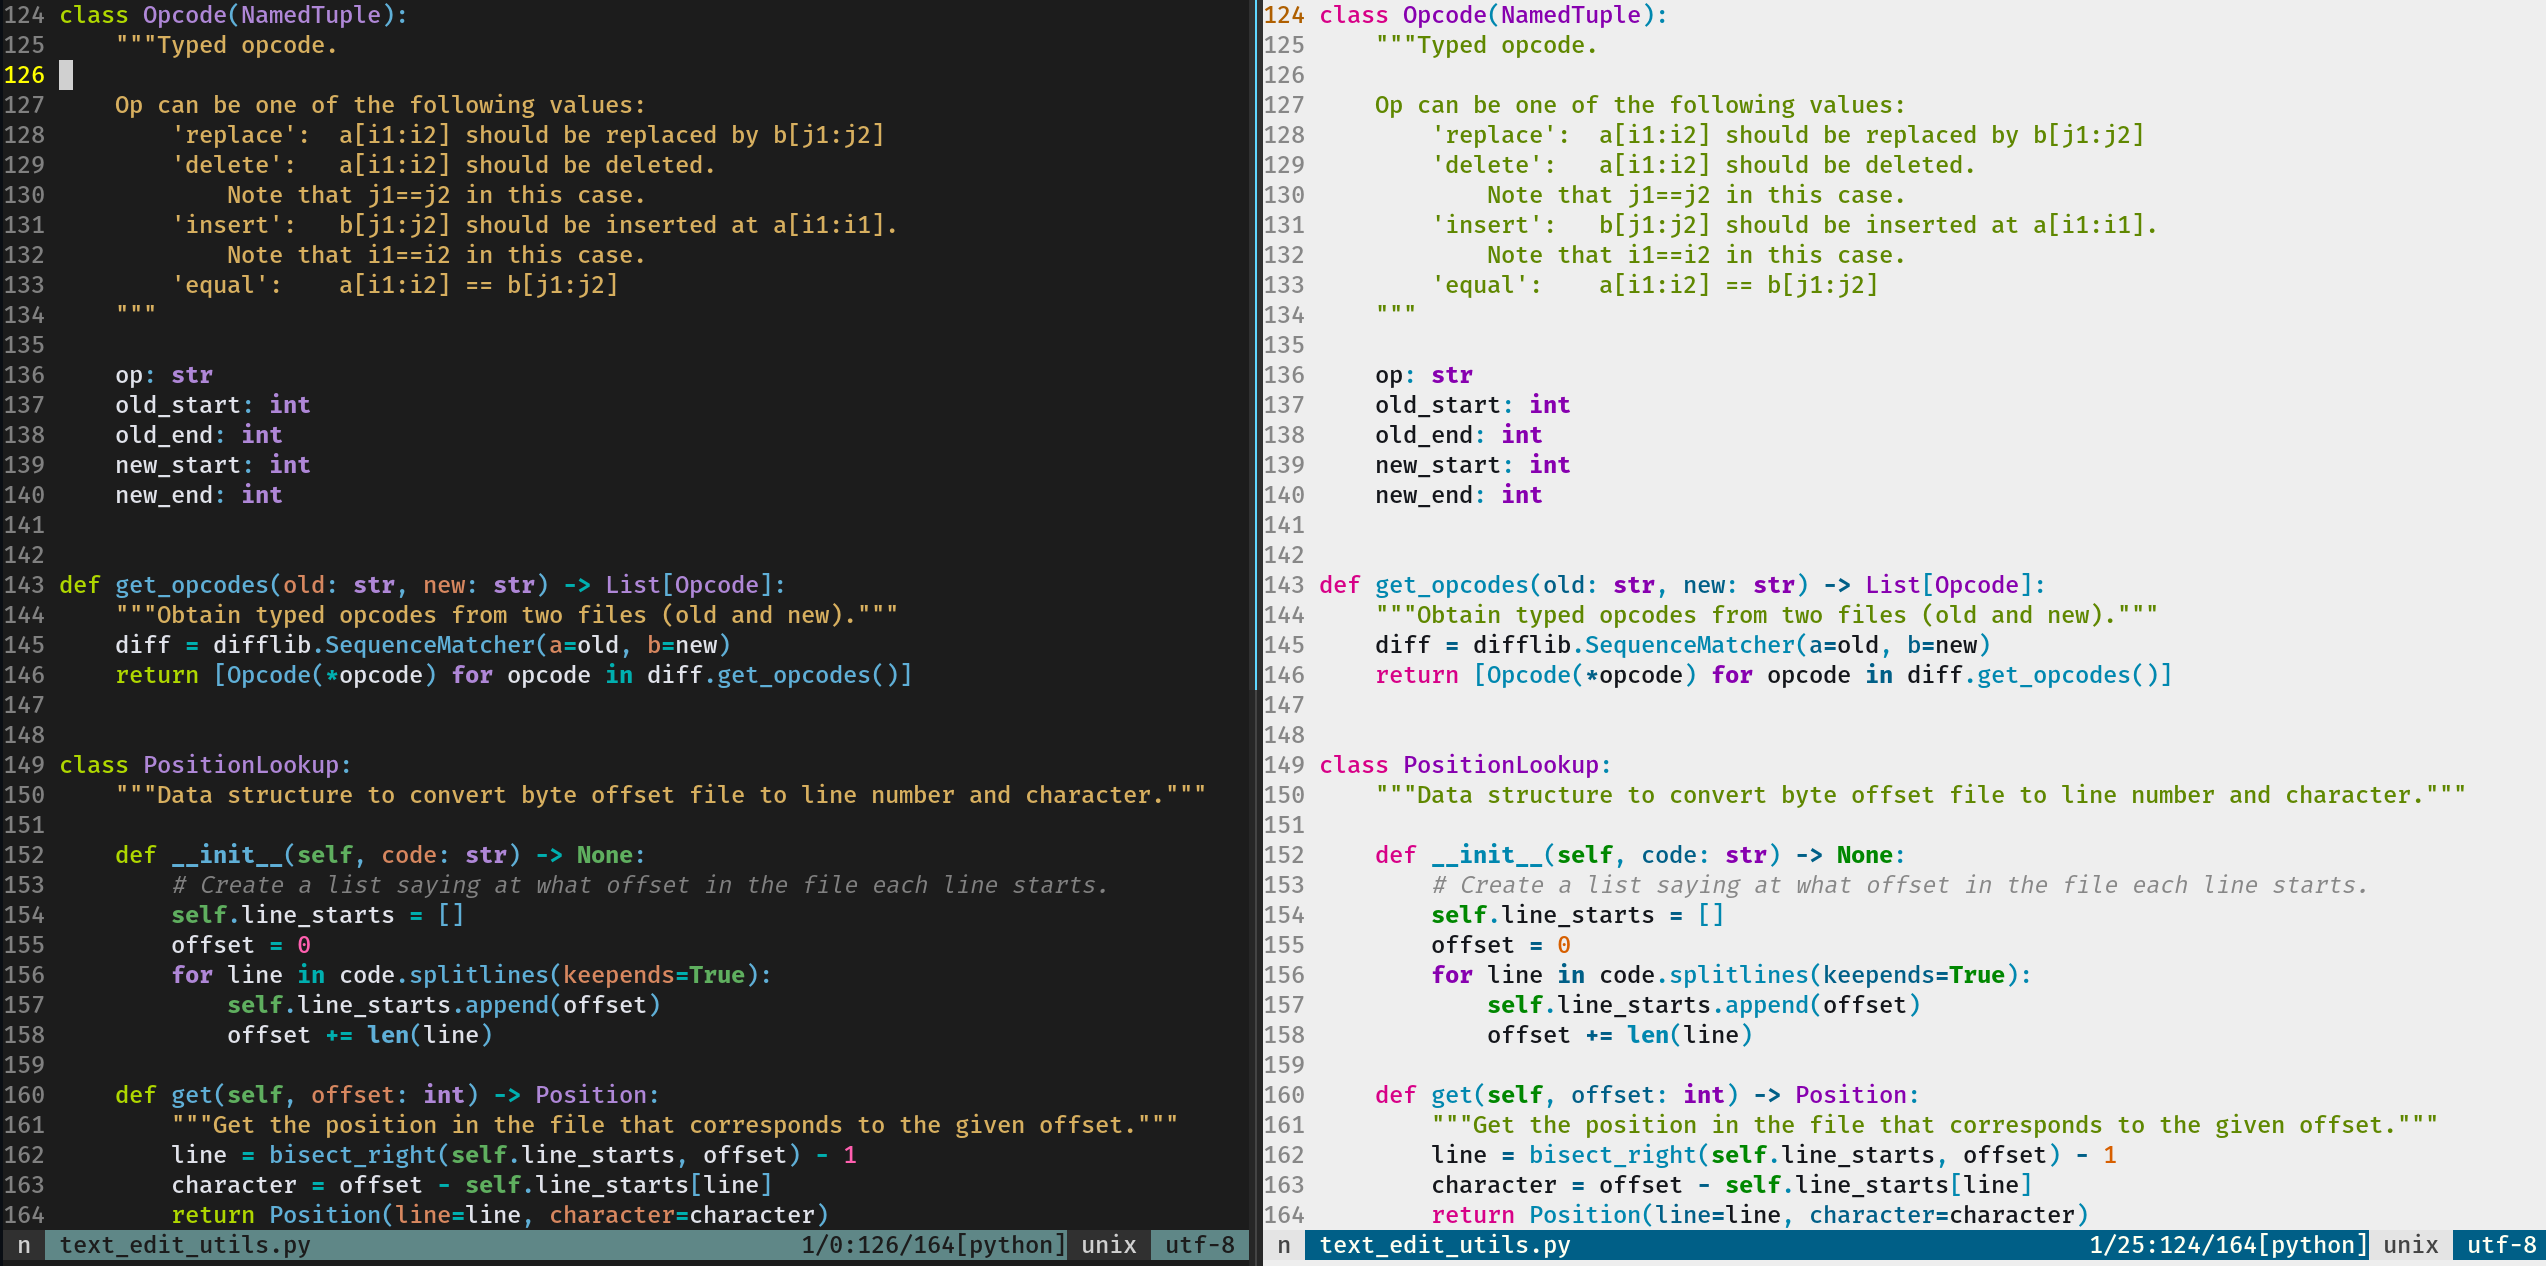 124 class Opcode(NamedTuple):
125     """Typed opcode.
126
127     Op can be one of the following values:
128         'replace':  a[i1:i2] should be replaced by b[j1:j2]
129         'delete':   a[i1:i2] should be deleted.
130             Note that j1==j2 in this case.
131         'insert':   b[j1:j2] should be inserted at a[i1:i1].
132             Note that i1==i2 in this case.
133         'equal':    a[i1:i2] == b[j1:j2]
134     """
135
136     op: str
137     old_start: int
138     old_end: int
139     new_start: int
140     new_end: int
141
142
143 def get_opcodes(old: str, new: str) -> List[Opcode]:
144     """Obtain typed opcodes from two files (old and new)."""
145     diff = difflib.SequenceMatcher(a=old, b=new)
146     return [Opcode(*opcode) for opcode in diff.get_opcodes()]
147
148
149 class PositionLookup:
150     """Data structure to convert byte offset file to line number and character."""
151
152     def __init__(self, code: str) -> None:
153         # Create a list saying at what offset in the file each line starts.
154         self.line_starts = []
155         offset = 0
156         for line in code.splitlines(keepends=True):
157             self.line_starts.append(offset)
158             offset += len(line)
159
160     def get(self, offset: int) -> Position:
161         """Get the position in the file that corresponds to the given offset."""
162         line = bisect_right(self.line_starts, offset) - 1
163         character = offset - self.line_starts[line]
164         return Position(line=line, character=character)
n text_edit_utils.py 1/0:126/164[python] unix utf-8
124 class Opcode(NamedTuple):
125     """Typed opcode.
126
127     Op can be one of the following values:
128         'replace':  a[i1:i2] should be replaced by b[j1:j2]
129         'delete':   a[i1:i2] should be deleted.
130             Note that j1==j2 in this case.
131         'insert':   b[j1:j2] should be inserted at a[i1:i1].
132             Note that i1==i2 in this case.
133         'equal':    a[i1:i2] == b[j1:j2]
134     """
135
136     op: str
137     old_start: int
138     old_end: int
139     new_start: int
140     new_end: int
141
142
143 def get_opcodes(old: str, new: str) -> List[Opcode]:
144     """Obtain typed opcodes from two files (old and new)."""
145     diff = difflib.SequenceMatcher(a=old, b=new)
146     return [Opcode(*opcode) for opcode in diff.get_opcodes()]
147
148
149 class PositionLookup:
150     """Data structure to convert byte offset file to line number and character."""
151
152     def __init__(self, code: str) -> None:
153         # Create a list saying at what offset in the file each line starts.
154         self.line_starts = []
155         offset = 0
156         for line in code.splitlines(keepends=True):
157             self.line_starts.append(offset)
158             offset += len(line)
159
160     def get(self, offset: int) -> Position:
161         """Get the position in the file that corresponds to the given offset."""
162         line = bisect_right(self.line_starts, offset) - 1
163         character = offset - self.line_starts[line]
164         return Position(line=line, character=character)
n text_edit_utils.py 1/25:124/164[python] unix utf-8